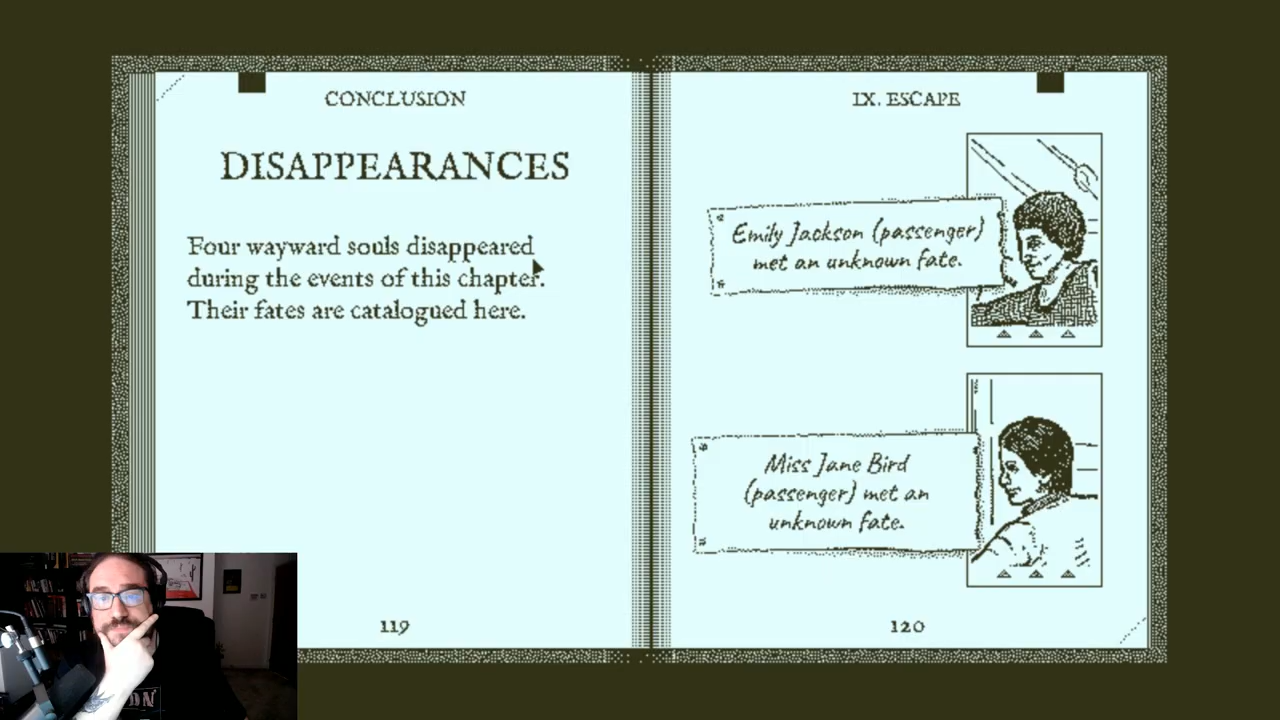 CONCLUSION
DISAPPEARANCES
Four wayward souls disappeared
during the events of this chapter.
Their fates are catalogued here.
119
IX. ESCAPE
Emily Jackson (passenger)
met an unknown fate.
Miss Jane Bird
(passenger) met an
unknown fate.
120